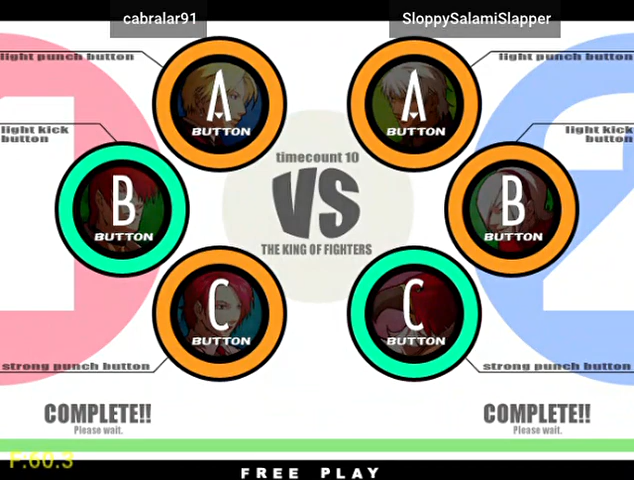 cabralar91
SloppySalamiSlapper
light punch button
light punch button
A
BUTTON
A
BUTTON
light kick
button
light kick
button
timecount 10
VS
THE KING OF FIGHTERS
B
BUTTON
B
BUTTON
C
BUTTON
C
BUTTON
strong punch button
strong punch button
COMPLETE!!
Please wait.
COMPLETE!!
Please wait.
F:60.3
FREE PLAY